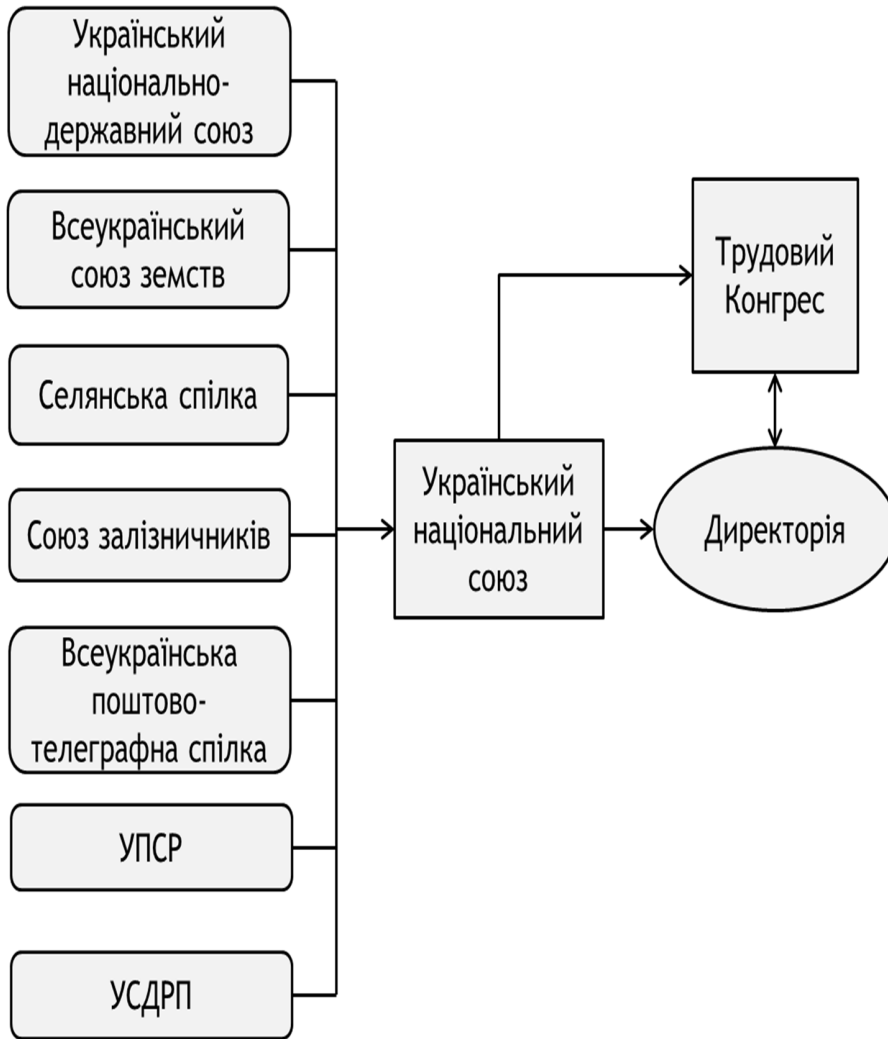 Український
національно-
державний союз
Всеукраїнський
союз земств
Селянська спілка
Союз залізничників
Всеукраїнська
поштово-
телеграфна спілка
УПСР
УСДРП
Український
національний
союз
Трудовий
Конгрес
Директорія